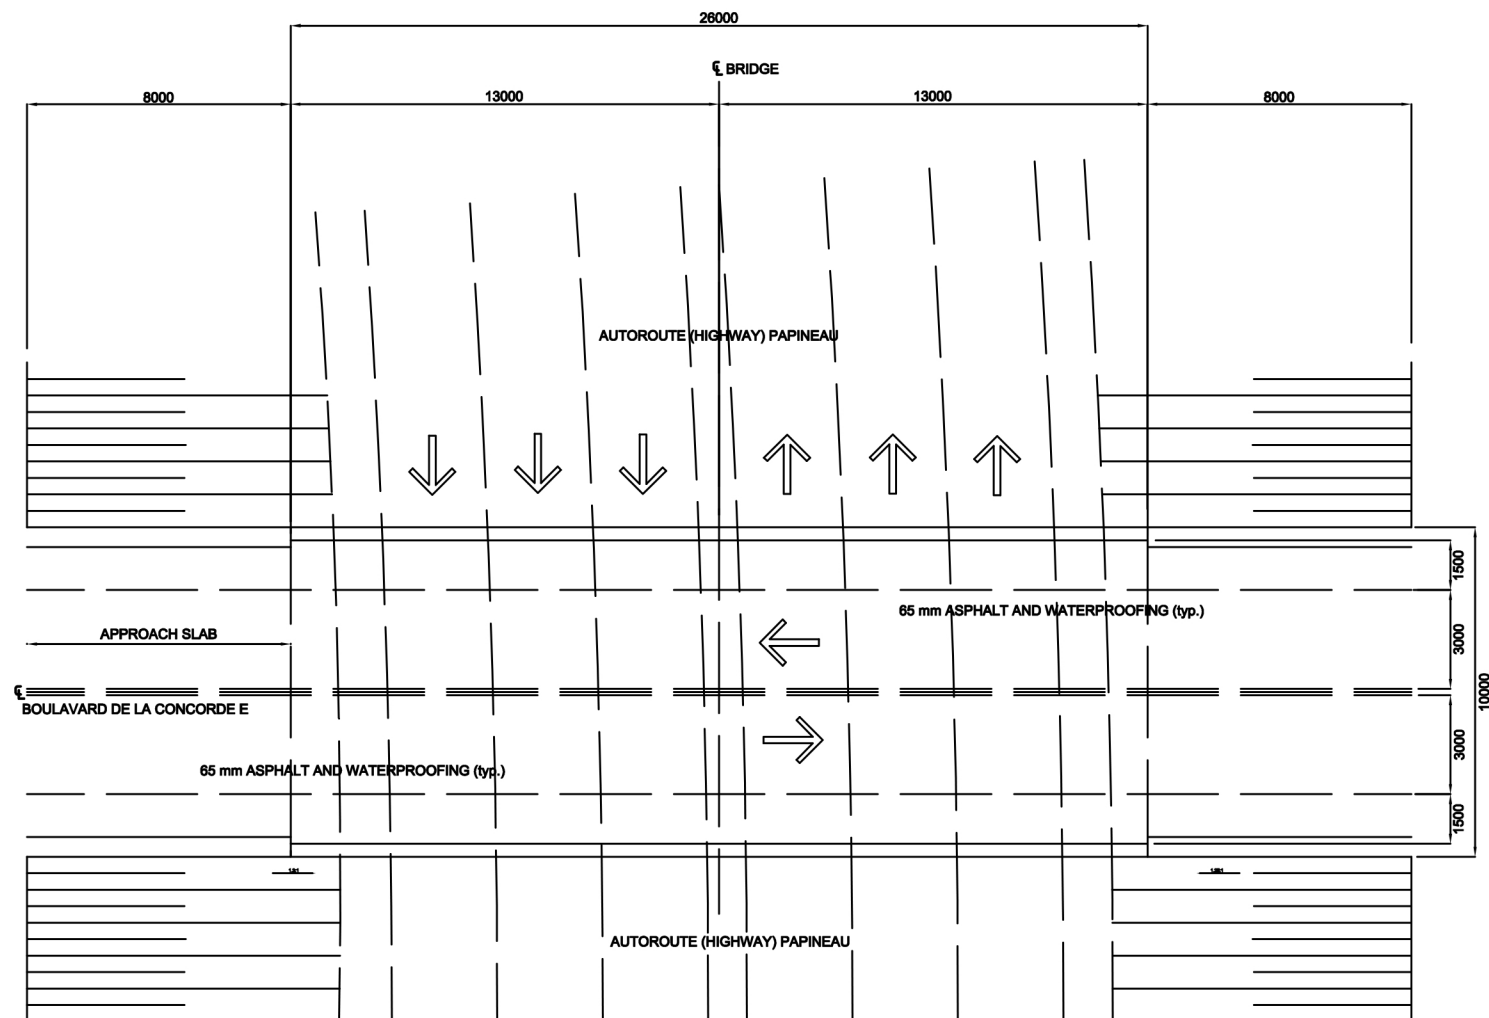 26000
℄ BRIDGE
8000
13000
13000
8000
AUTOROUTE (HIGHWAY) PAPINEAU
1500
65 mm ASPHALT AND WATERPROOFING (typ.)
APPROACH SLAB
3000
℄
BOULAVARD DE LA CONCORDE E
10000
3000
65 mm ASPHALT AND WATERPROOFING (typ.)
1500
AUTOROUTE (HIGHWAY) PAPINEAU